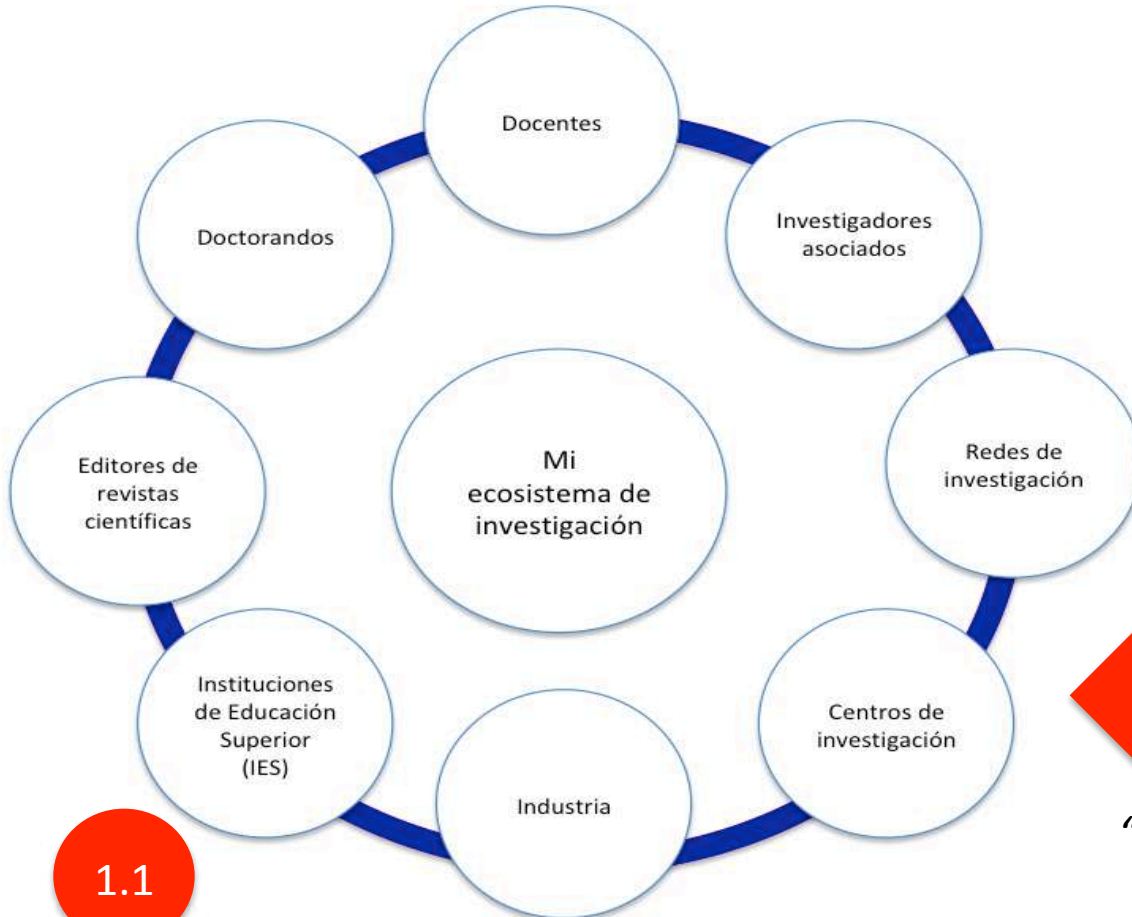 Docentes
Investigadores
asociados
Redes de
investigación
Centros de
investigación
Industria
Instituciones
de Educación
Superior
(IES)
Editores de
revistas
científicas
Doctorandos
Mi
ecosistema de
investigación
1.1
“